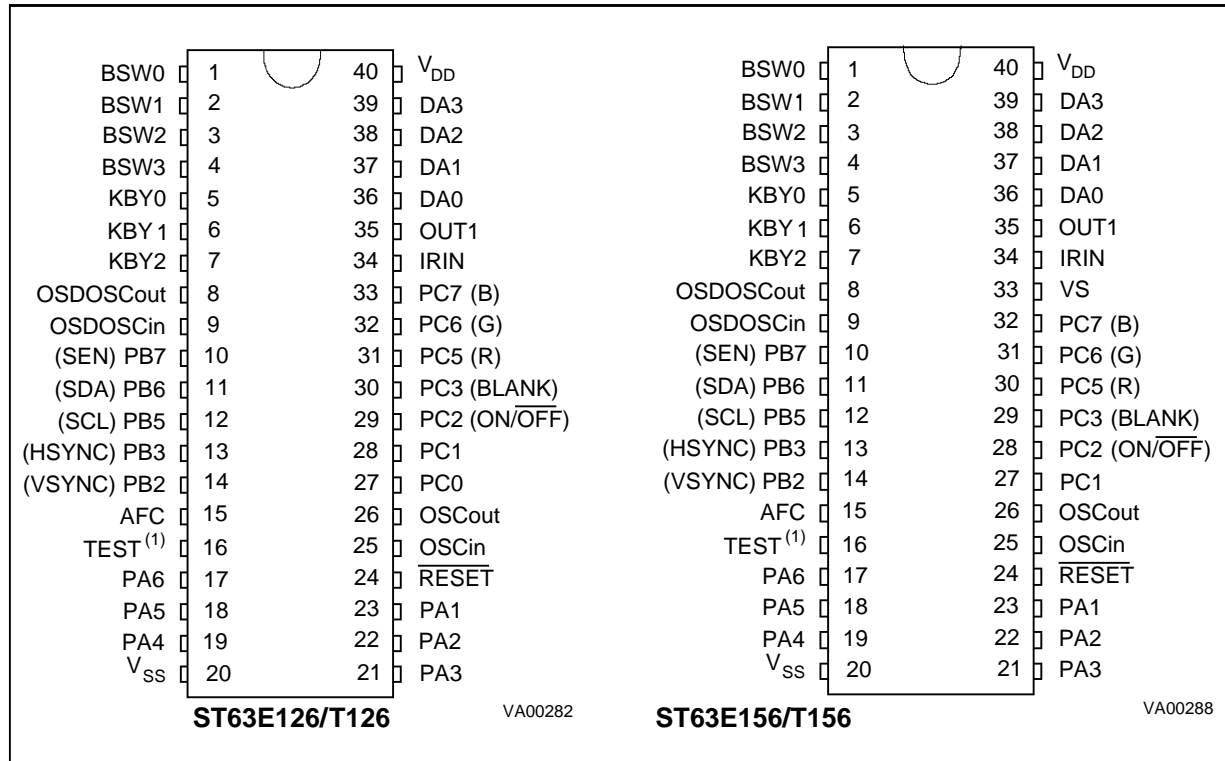 BSW0 1 40 VDD
BSW1 2 39 DA3
BSW2 3 38 DA2
BSW3 4 37 DA1
KBY0 5 36 DA0
KBY1 6 35 OUT1
KBY2 7 34 IRIN
OSDOSCout 8 33 PC7 (B)
OSDOSCin 9 32 PC6 (G)
(SEN) PB7 10 31 PC5 (R)
(SDA) PB6 11 30 PC3 (BLANK)
(SCL) PB5 12 29 PC2 (ON/OFF)
(HSYNC) PB3 13 28 PC1
(VSYNC) PB2 14 27 PC0
AFC 15 26 OSCout
TEST(1) 16 25 OSCin
PA6 17 24 RESET
PA5 18 23 PA1
PA4 19 22 PA2
VSS 20 21 PA3
ST63E126/T126 VA00282
BSW0 1 40 VDD
BSW1 2 39 DA3
BSW2 3 38 DA2
BSW3 4 37 DA1
KBY0 5 36 DA0
KBY1 6 35 OUT1
KBY2 7 34 IRIN
OSDOSCout 8 33 VS
OSDOSCin 9 32 PC7 (B)
(SEN) PB7 10 31 PC6 (G)
(SDA) PB6 11 30 PC5 (R)
(SCL) PB5 12 29 PC3 (BLANK)
(HSYNC) PB3 13 28 PC2 (ON/OFF)
(VSYNC) PB2 14 27 PC1
AFC 15 26 OSCout
TEST(1) 16 25 OSCin
PA6 17 24 RESET
PA5 18 23 PA1
PA4 19 22 PA2
VSS 20 21 PA3
ST63E156/T156 VA00288